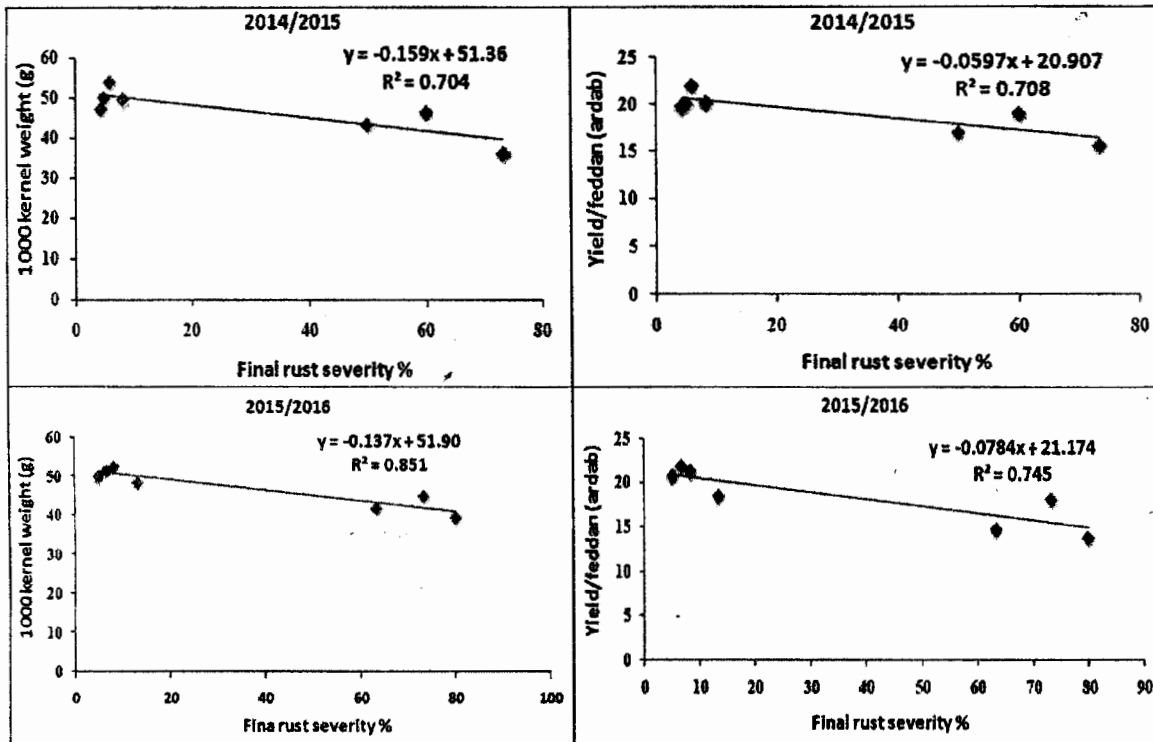 2014/2015
y = -0.159x + 51.36
R² = 0.704
1000 kernel weight (g)
60
50
40
30
20
10
0
0 20 40 60 80
Final rust severity %
2014/2015
y = -0.0597x + 20.907
R² = 0.708
Yield/feddan (ardab)
25
20
15
10
5
0
0 20 40 60 80
Final rust severity %
2015/2016
y = -0.137x + 51.90
R² = 0.851
1000 kernel weight (g)
60
50
40
30
20
10
0
0 20 40 60 80 100
Fina rust severity %
2015/2016
y = -0.0784x + 21.174
R² = 0.745
Yield/feddan (ardab)
25
20
15
10
5
0
0 10 20 30 40 50 60 70 80 90
Final rust severity %